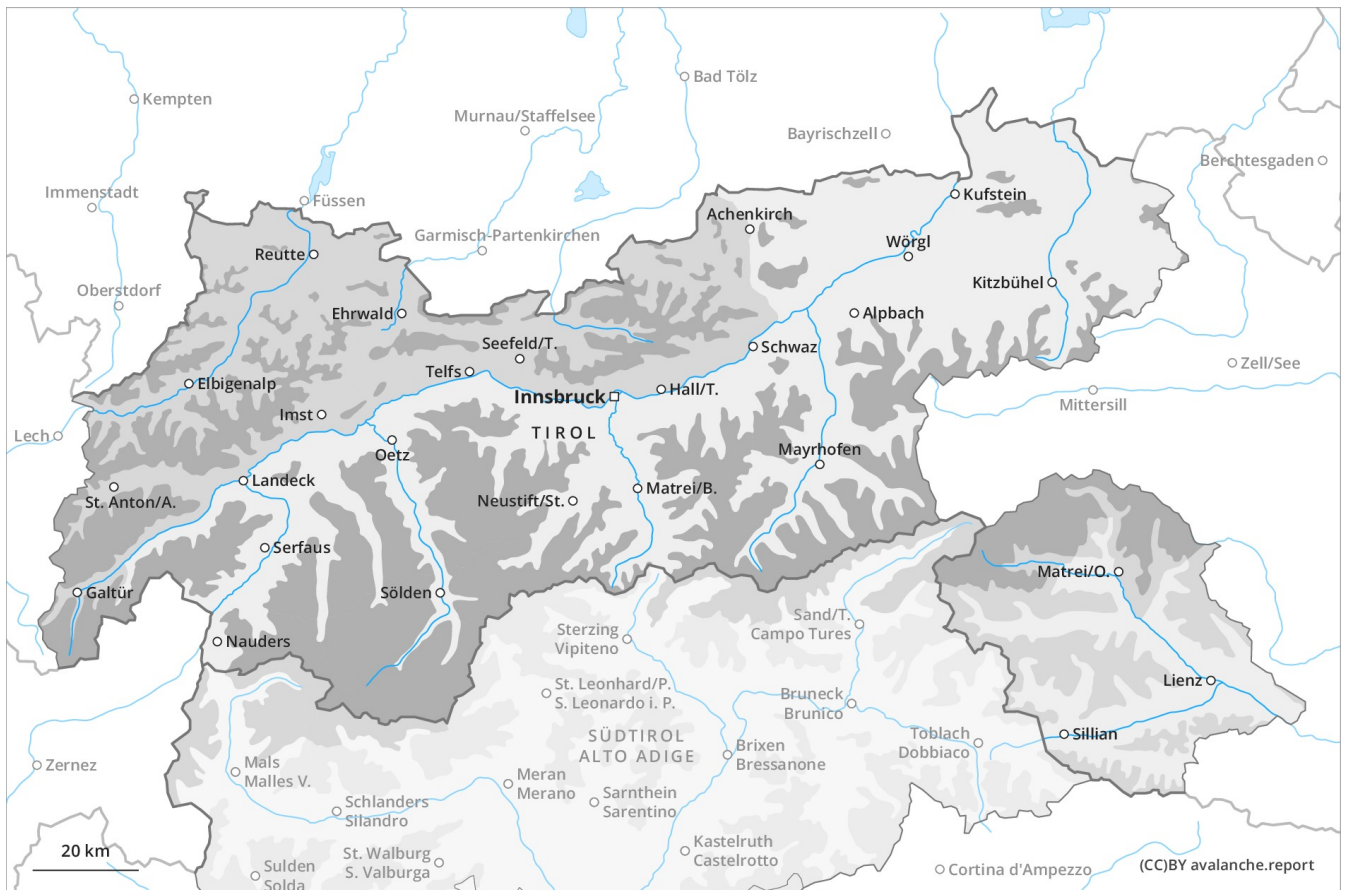 Bad Tölz
Kempten
Murnau/Staffelsee
Bayrischzell
Berchtesgaden
Immenstadt
Füssen
Kufstein
Achenkirch
Garmisch-Partenkirchen
Wörgl
Reutte
Oberstdorf
Kitzbühel
Ehrwald
Alpbach
Seefeld/T.
Schwaz
Telfs
Zell/See
Elbigenalp
Innsbruck
Hall/T.
Mittersill
Imst
TIROL
Lech
Oetz
Mayrhofen
Landeck
St. Anton/A.
Neustift/St.
Matrei/B.
Serfaus
Matrei/O.
Galtür
Sölden
Sand/T.
Campo Tures
Sterzing
Vipiteno
Nauders
Lienz
St. Leonhard/P.
S. Leonardo i. P.
Bruneck
Brunico
SÜDTIROL
ALTO ADIGE
Toblach
Dobbiaco
Sillian
Brixen
Bressanone
Zernez
Mals
Malles V.
Meran
Merano
Sarnthein
Sarentino
Schlanders
Silandro
20 km
St. Walburg
S. Valburga
Kastelruth
Castelrotto
Sulden
Solda
Cortina d'Ampezzo
(CC)BY avalanche.report